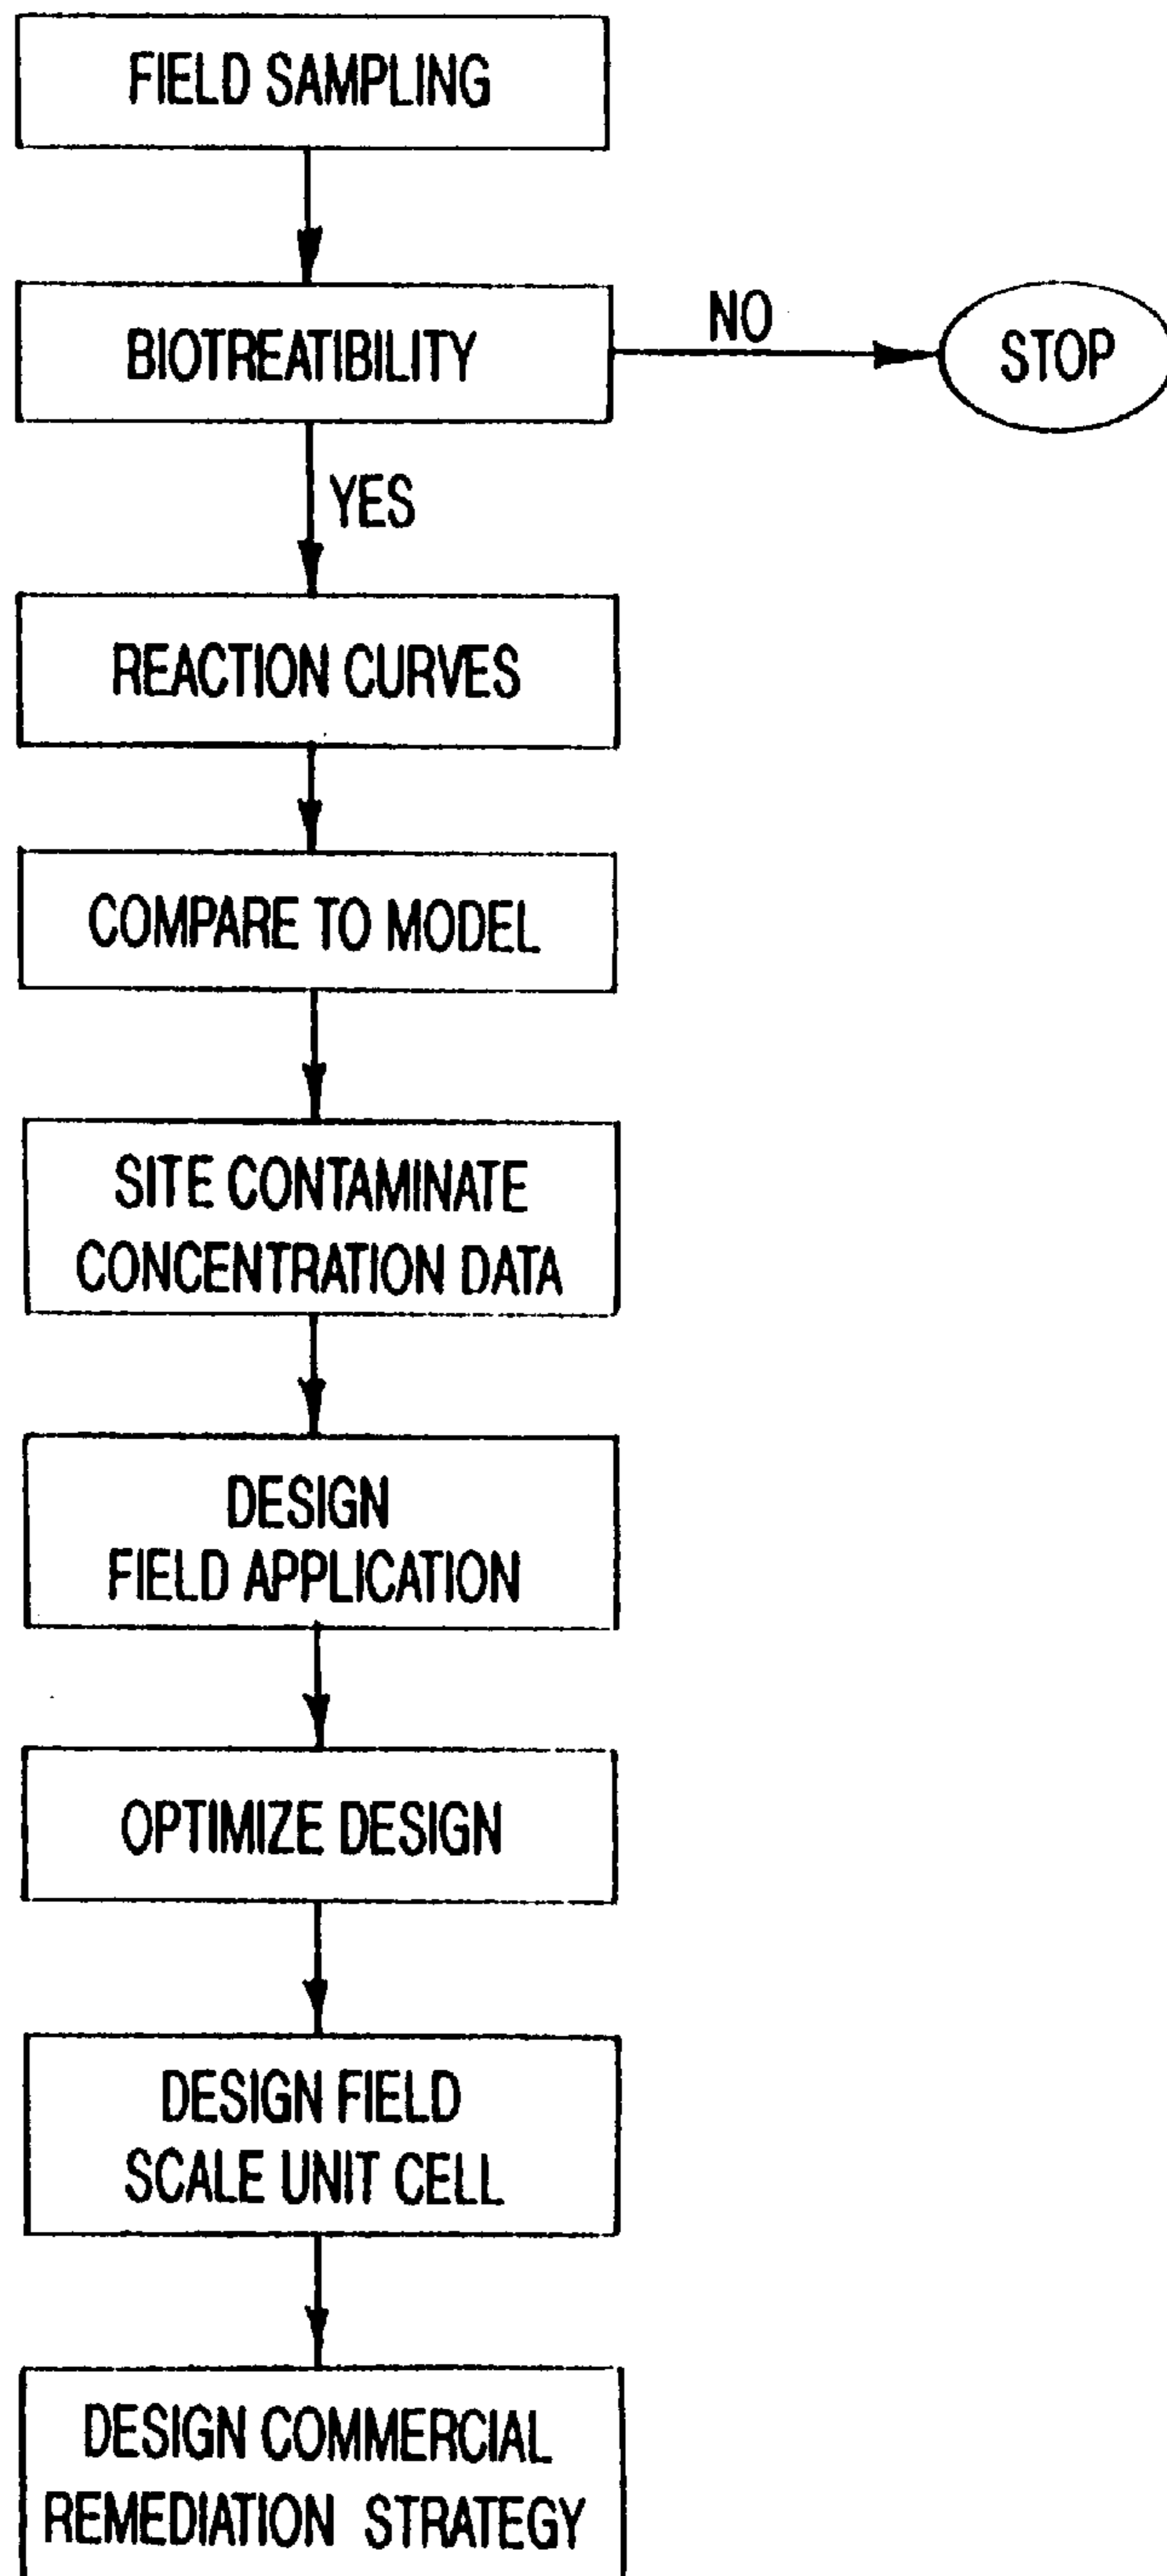 FIELD SAMPLING
BIOTREATIBILITY
NO
STOP
YES
REACTION CURVES
COMPARE TO MODEL
SITE CONTAMINATE
CONCENTRATION DATA
DESIGN
FIELD APPLICATION
OPTIMIZE DESIGN
DESIGN FIELD
SCALE UNIT CELL
DESIGN COMMERCIAL
REMEDIATION STRATEGY